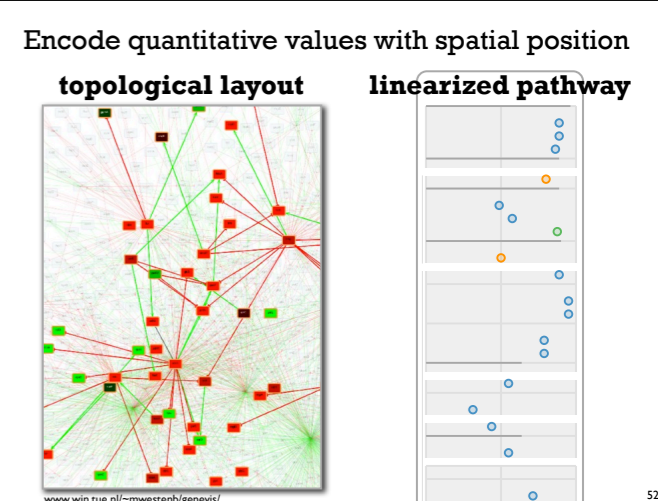 Encode quantitative values with spatial position
topological layout
linearized pathway
www.win.tue.nl/~mwestenb/genevis/
52